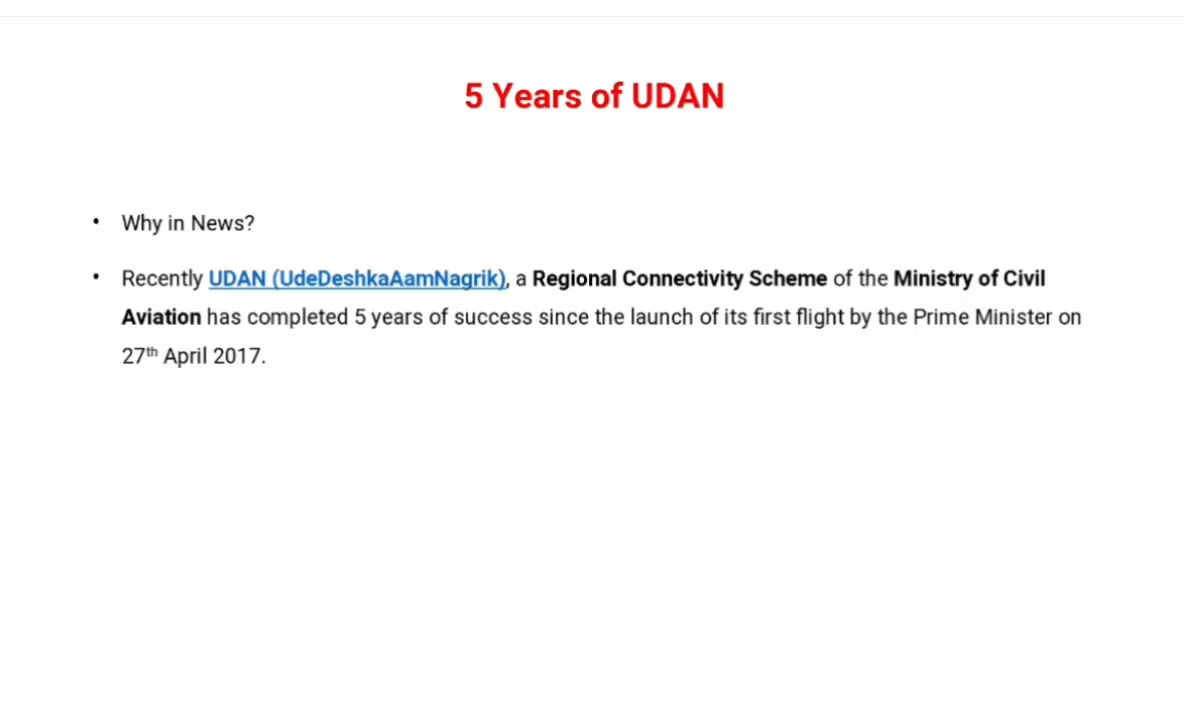 5 Years of UDAN
• Why in News?
• Recently UDAN (UdeDeshkaAamNagrik), a Regional Connectivity Scheme of the Ministry of Civil
Aviation has completed 5 years of success since the launch of its first flight by the Prime Minister on
27th April 2017.